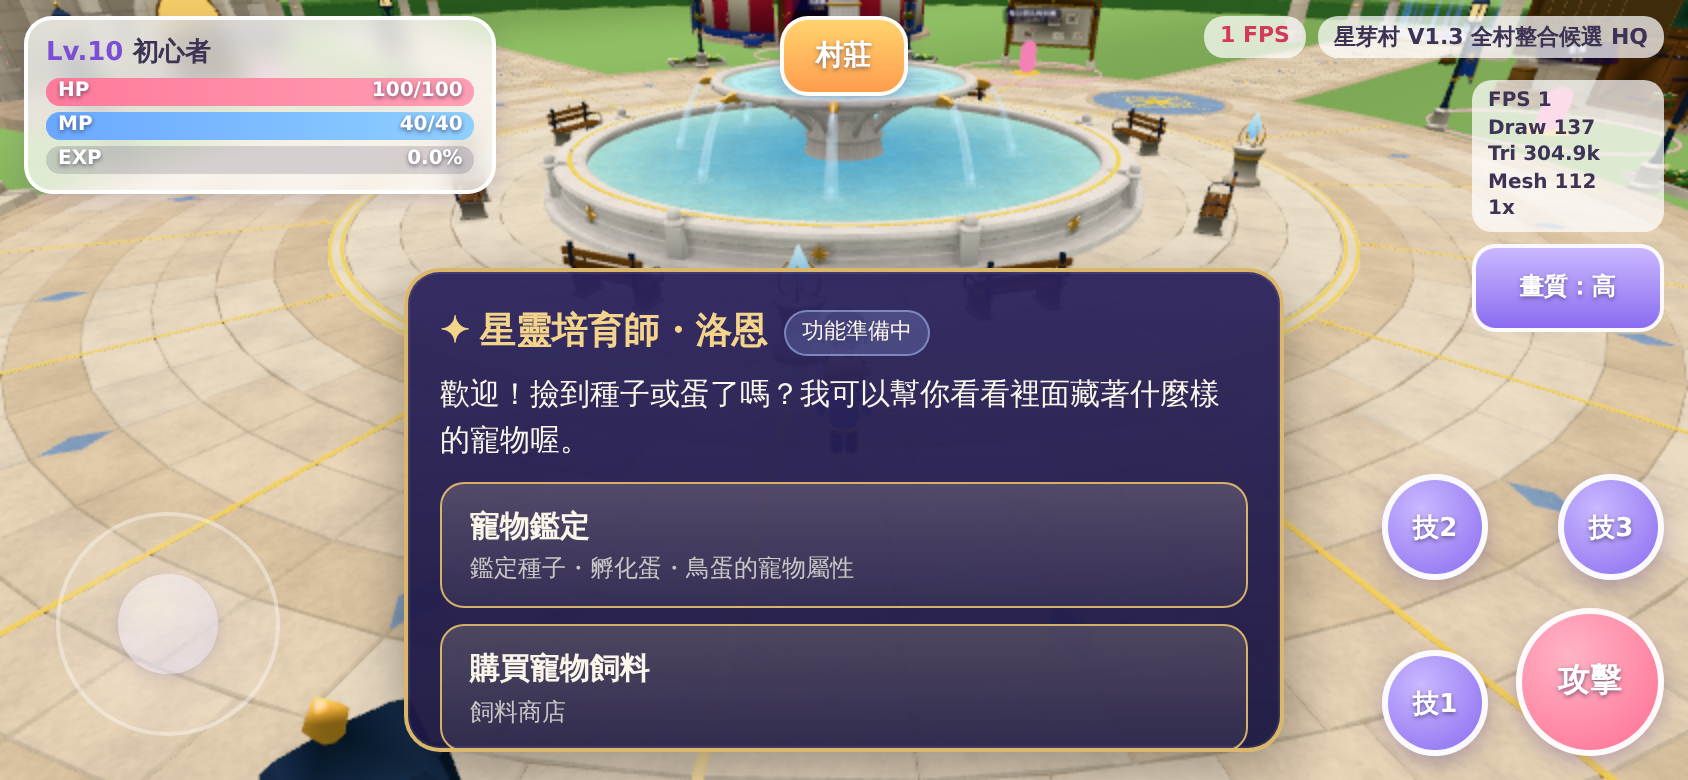 Lv.10 初心者
HP 100/100
MP 40/40
EXP 0.0%
村莊
1 FPS
星芽村 V1.3 全村整合候選 HQ
FPS 1
Draw 137
Tri 304.9k
Mesh 112
1x
畫質：高
✦ 星靈培育師・洛恩 功能準備中
歡迎！撿到種子或蛋了嗎？我可以幫你看看裡面藏著什麼樣
的寵物喔。
寵物鑑定
鑑定種子・孵化蛋・鳥蛋的寵物屬性
購買寵物飼料
飼料商店
技2
技3
技1
攻擊